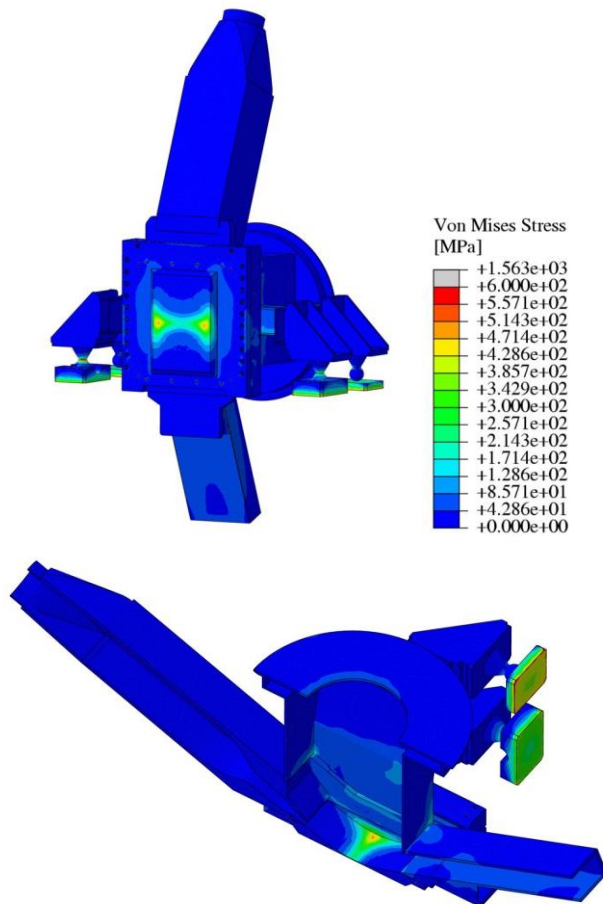 Von Mises Stress
[MPa]
+1.563e+03
+6.000e+02
+5.571e+02
+5.143e+02
+4.714e+02
+4.286e+02
+3.857e+02
+3.429e+02
+3.000e+02
+2.571e+02
+2.143e+02
+1.714e+02
+1.286e+02
+8.571e+01
+4.286e+01
+0.000e+00